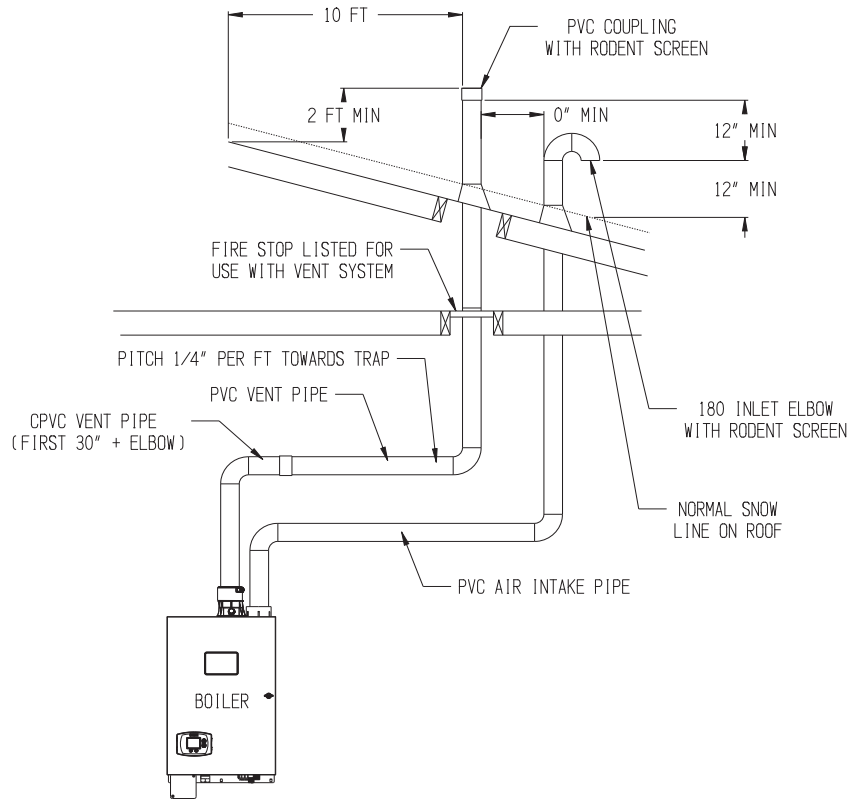 10 FT
PVC COUPLING
WITH RODENT SCREEN
2 FT MIN
0" MIN
12" MIN
12" MIN
FIRE STOP LISTED FOR
USE WITH VENT SYSTEM
PITCH 1/4" PER FT TOWARDS TRAP
PVC VENT PIPE
CPVC VENT PIPE
(FIRST 30" + ELBOW)
180 INLET ELBOW
WITH RODENT SCREEN
NORMAL SNOW
LINE ON ROOF
PVC AIR INTAKE PIPE
BOILER